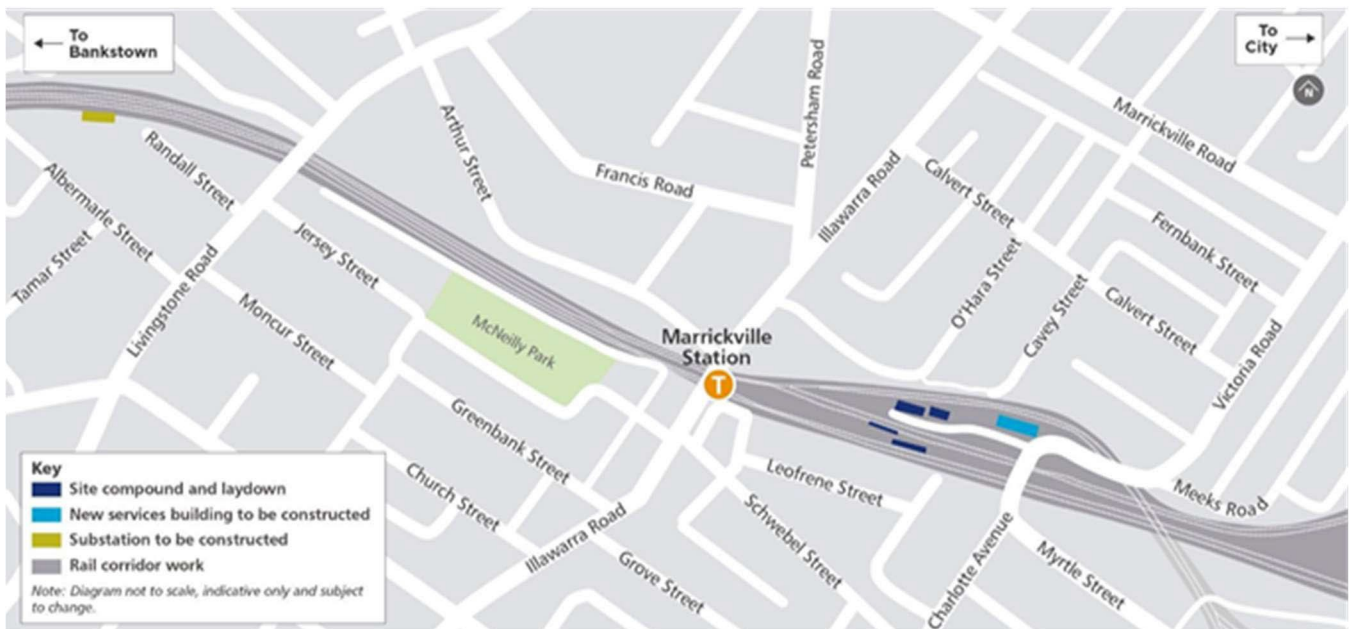 To
Bankstown
To
City
N
Marrickville Road
Petersham Road
Arthur Street
Francis Road
Illawarra Road
Calvert Street
Randall Street
Albermarle Street
Fernbank Street
Tamar Street
Jersey Street
O'Hara Street
Cavey Street
Calvert Street
Livingstone Road
Moncur Street
McNeilly Park
Marrickville
Station
T
Victoria Road
Greenbank Street
Church Street
Leofrene Street
Schwebel Street
Meeks Road
Illawarra Road
Grove Street
Charlotte Avenue
Myrtle Street
Key
Site compound and laydown
New services building to be constructed
Substation to be constructed
Rail corridor work
Note: Diagram not to scale, indicative only and subject
to change.